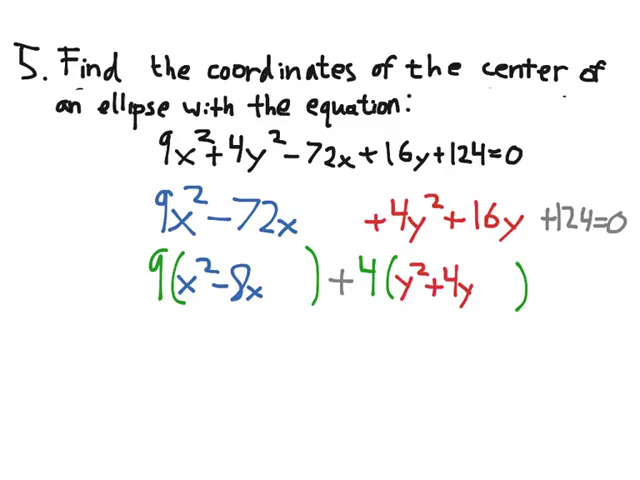 5. Find the coordinates of the center of
an ellipse with the equation:
9x²+4y²-72x+16y+124=0
9x²-72x +4y²+16y +124=0
9(x²-8x ) + 4(y²+4y )